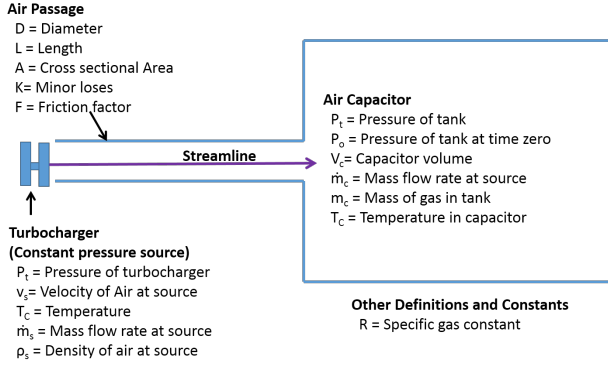 Air Passage
D = Diameter
L = Length
A = Cross sectional Area
K= Minor loses
F = Friction factor
Streamline
Air Capacitor
Pt = Pressure of tank
Po = Pressure of tank at time zero
Vc= Capacitor volume
ṁc = Mass flow rate at source
mc = Mass of gas in tank
TC = Temperature in capacitor
Turbocharger
(Constant pressure source)
Pt = Pressure of turbocharger
vs= Velocity of Air at source
TC = Temperature
ṁs = Mass flow rate at source
ρs = Density of air at source
Other Definitions and Constants
R = Specific gas constant